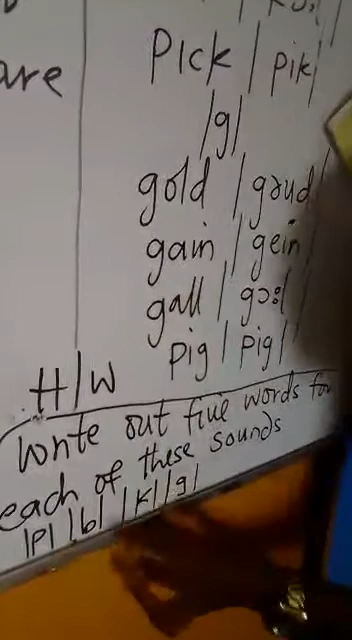 are
Pick / pik/
/g/
gold /gəud
gain / gein
gall / gɔ:l /
pig / pig/
H/W
Write out five words for
each of these sounds
/P/ /b/ /k/ /g/